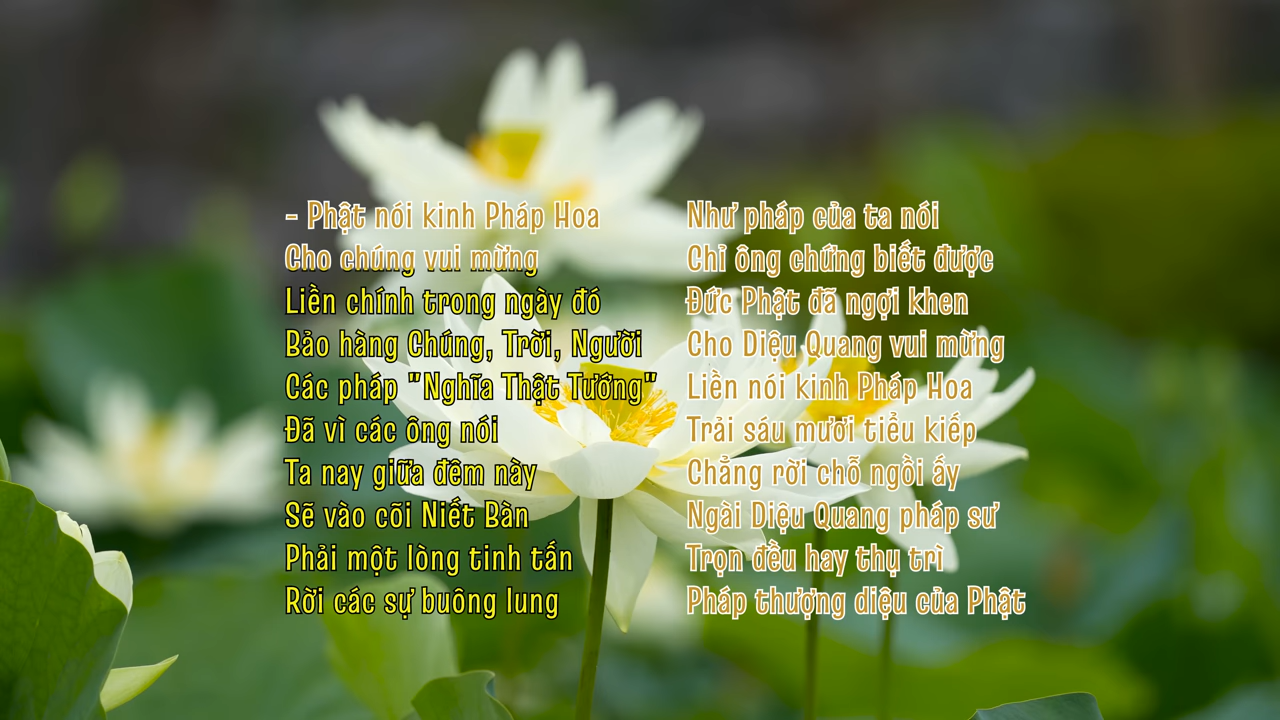 - Phật nói kinh Pháp Hoa
Cho chúng vui mừng
Liền chính trong ngày đó
Bảo hàng Chúng, Trời, Người
Các pháp "Nghĩa Thật Tướng"
Đã vì các ông nói
Ta nay giữa đêm này
Sẽ vào cõi Niết Bàn
Phải một lòng tinh tấn
Rời các sự buông lung
Như pháp của ta nói
Chỉ ông chứng biết được
Đức Phật đã ngợi khen
Cho Diệu Quang vui mừng
Liền nói kinh Pháp Hoa
Trải sáu mươi tiểu kiếp
Chẳng rời chỗ ngồi ấy
Ngài Diệu Quang pháp sư
Trọn đều hay thụ trì
Pháp thượng diệu của Phật